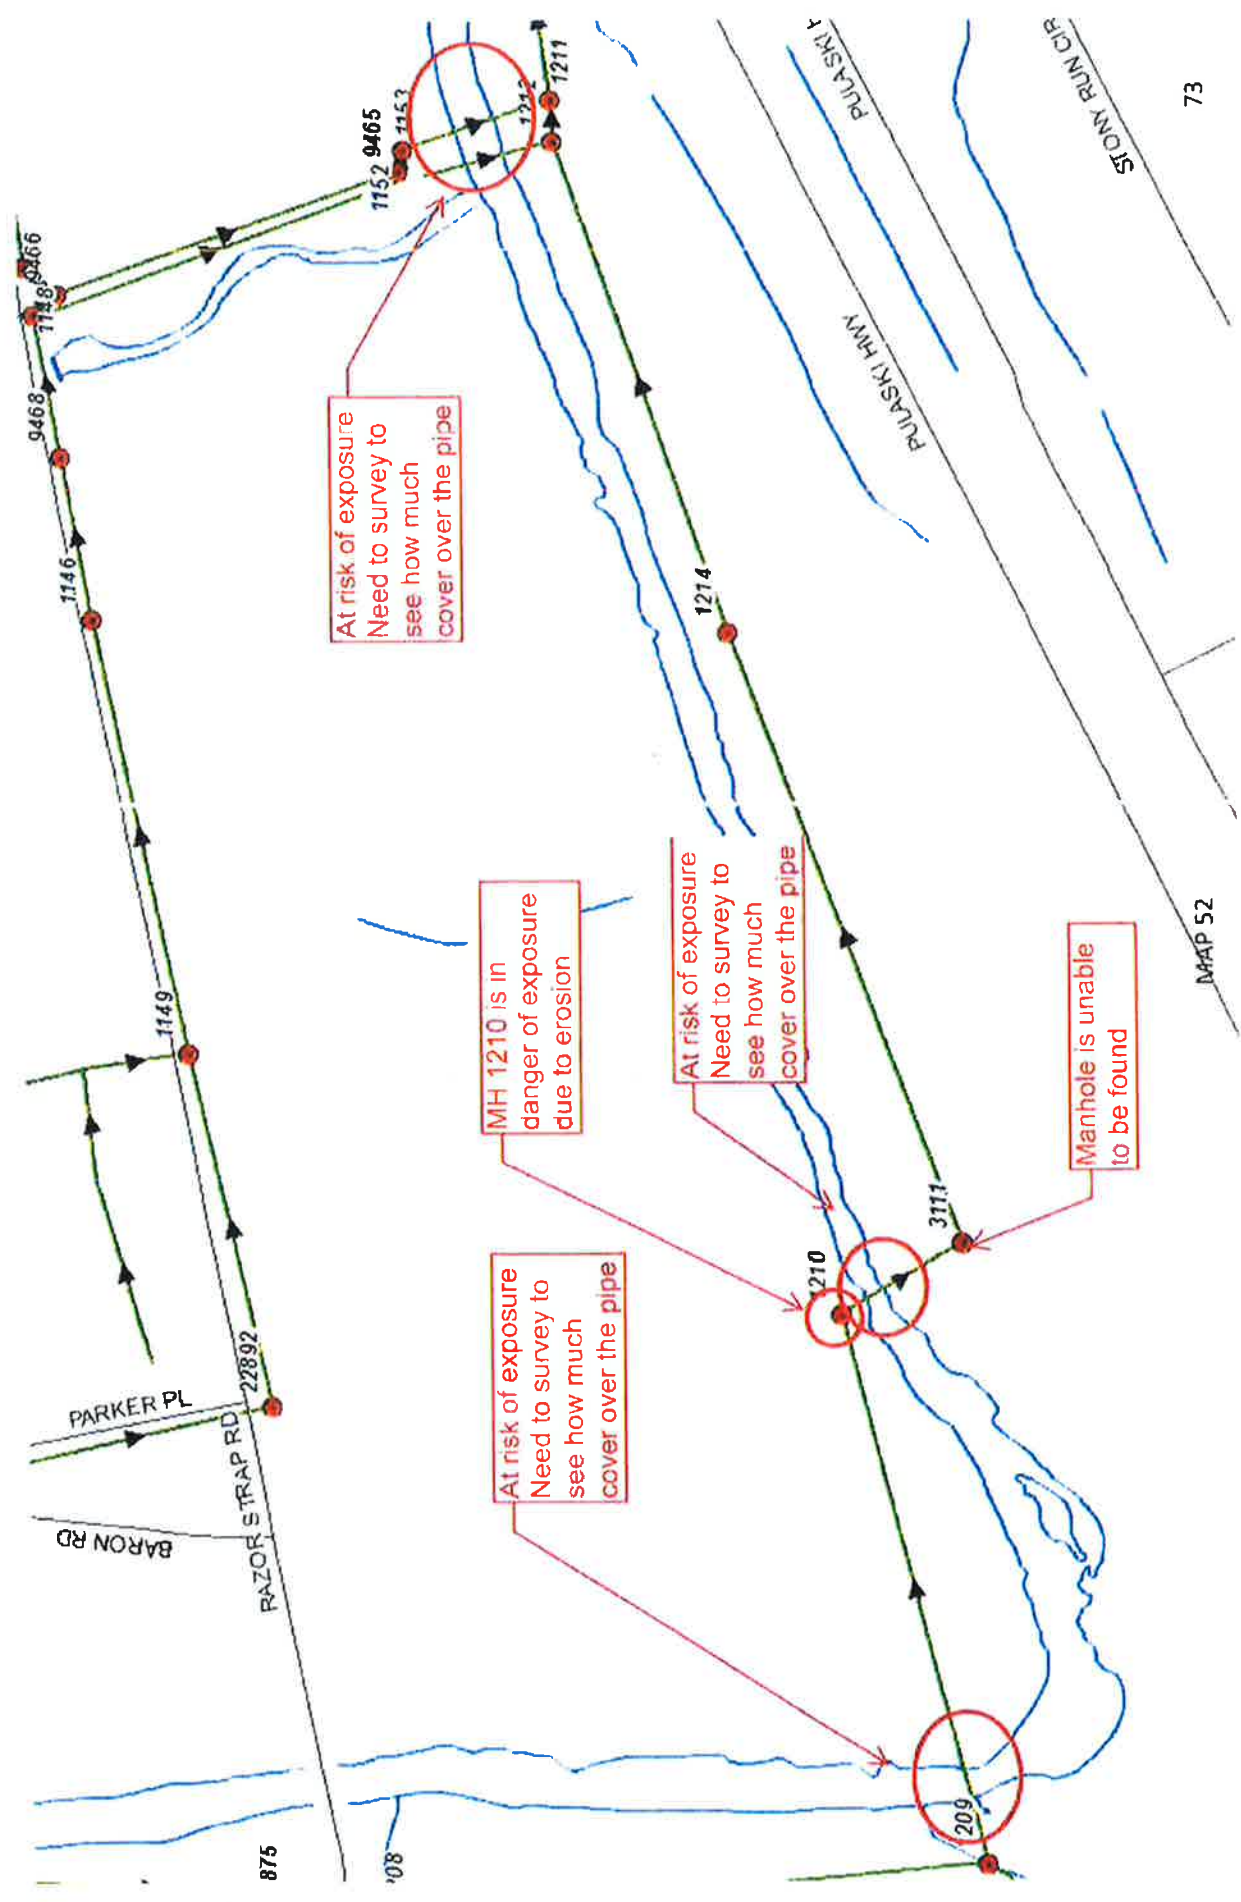 875
'08
BARON RD
PARKER PL
RAZOR STRAP RD
22892
1149
1146
9468
1148
9466
1152
9465
1153
1212
1211
At risk of exposure
Need to survey to
see how much
cover over the pipe
MH 1210 is in
danger of exposure
due to erosion
At risk of exposure
Need to survey to
see how much
cover over the pipe
At risk of exposure
Need to survey to
see how much
cover over the pipe
209
1210
3111
1214
Manhole is unable
to be found
PULASKI HWY
PULASKI H
STONY RUN CIR
MAP 52
73